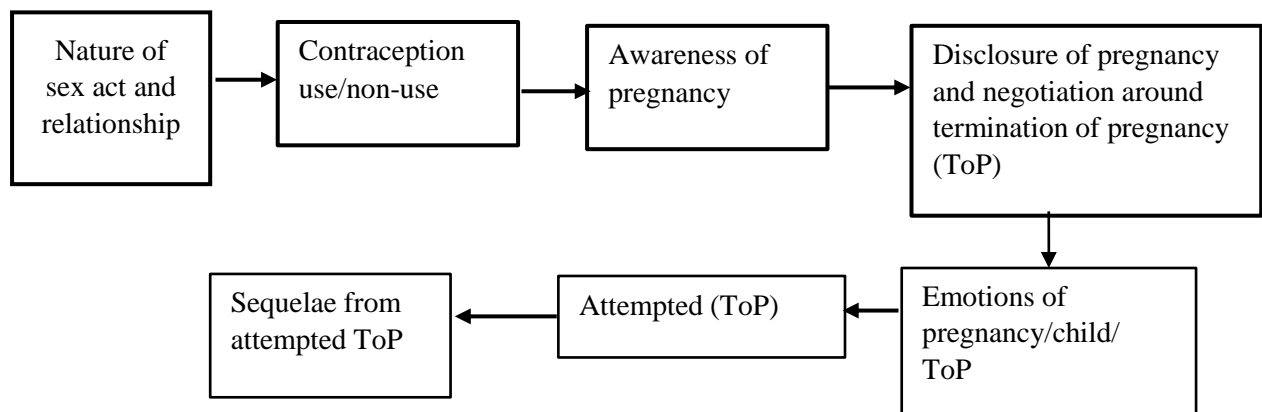 Nature of
sex act and
relationship
Contraception
use/non-use
Awareness of
pregnancy
Disclosure of pregnancy
and negotiation around
termination of pregnancy
(ToP)
Emotions of
pregnancy/child/
ToP
Attempted (ToP)
Sequelae from
attempted ToP